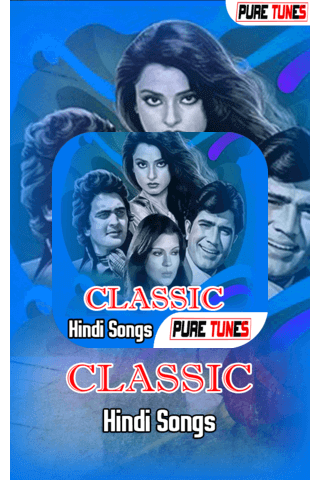 PURE TUNES
CLASSIC
Hindi Songs PURE TUNES
CLASSIC
Hindi Songs